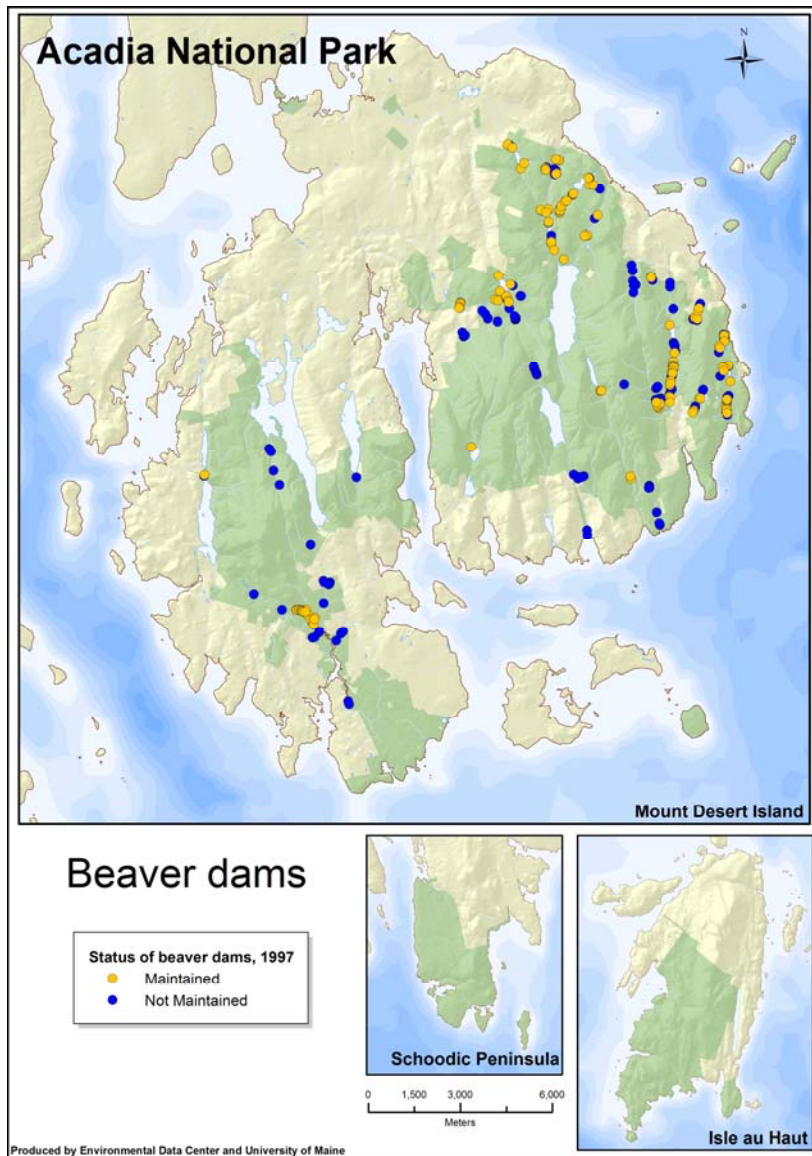 Acadia National Park
N
Mount Desert Island
Beaver dams
Status of beaver dams, 1997
Maintained
Not Maintained
Schoodic Peninsula
0 1,500 3,000 6,000
Meters
Isle au Haut
Produced by Environmental Data Center and University of Maine